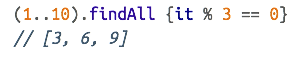 (1..10).findAll {it % 3 == 0}
// [3, 6, 9]